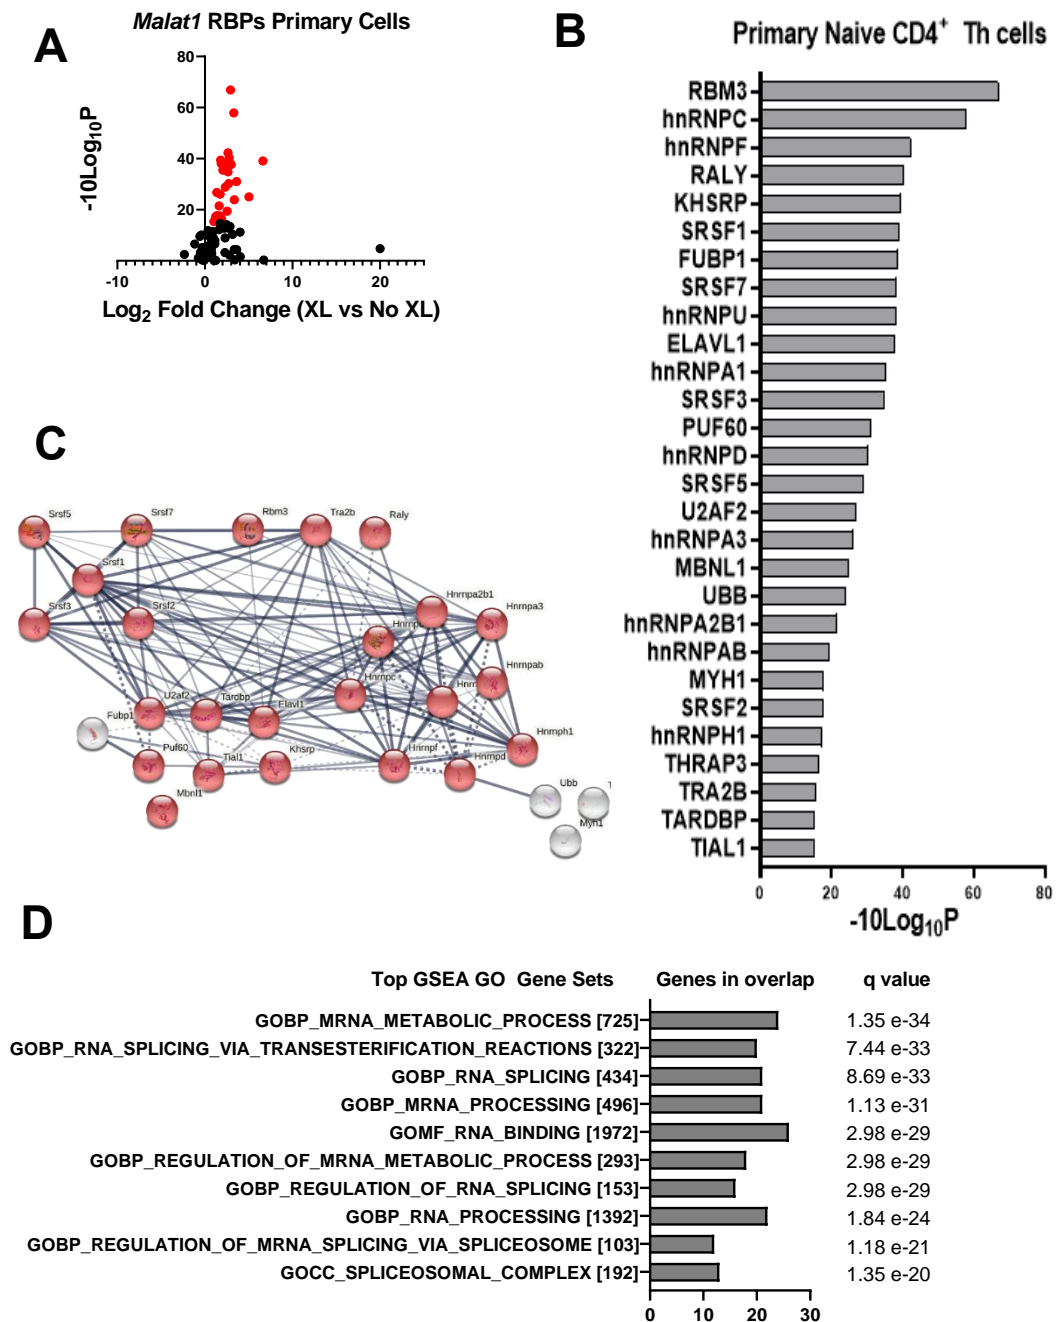 A
Malat1 RBPs Primary Cells
-10Log10P
80
60
40
20
-10
0
10
20
Log2 Fold Change (XL vs No XL)
B
Primary Naive CD4+ Th cells
RBM3
hnRNPC
hnRNPF
RALY
KHSRP
SRSF1
FUBP1
SRSF7
hnRNPU
ELAVL1
hnRNPA1
SRSF3
PUF60
hnRNPD
SRSF5
U2AF2
hnRNPA3
MBNL1
UBB
hnRNPA2B1
hnRNPAB
MYH1
SRSF2
hnRNPH1
THRAP3
TRA2B
TARDBP
TIAL1
0 20 40 60 80
-10Log10P
C
Srsf5
Srsf7
Rbm3
Tra2b
Raly
Srsf1
Hnrnpa2b1
Srsf3
Srsf2
Hnrnpa3
Hnrnpc
Hnrnpab
U2af2
Tardbp
Elavl1
Fubp1
Hnrnph1
Puf60
Tial1
Khsrp
Hnrnpf
Hnrnpd
Mbnl1
Ubb
Myh1
D
Top GSEA GO Gene Sets Genes in overlap q value
GOBP_MRNA_METABOLIC_PROCESS [725] 1.35 e-34
GOBP_RNA_SPLICING_VIA_TRANSESTERIFICATION_REACTIONS [322] 7.44 e-33
GOBP_RNA_SPLICING [434] 8.69 e-33
GOBP_MRNA_PROCESSING [496] 1.13 e-31
GOMF_RNA_BINDING [1972] 2.98 e-29
GOBP_REGULATION_OF_MRNA_METABOLIC_PROCESS [293] 2.98 e-29
GOBP_REGULATION_OF_RNA_SPLICING [153] 2.98 e-29
GOBP_RNA_PROCESSING [1392] 1.84 e-24
GOBP_REGULATION_OF_MRNA_SPLICING_VIA_SPLICEOSOME [103] 1.18 e-21
GOCC_SPLICEOSOMAL_COMPLEX [192] 1.35 e-20
0 10 20 30